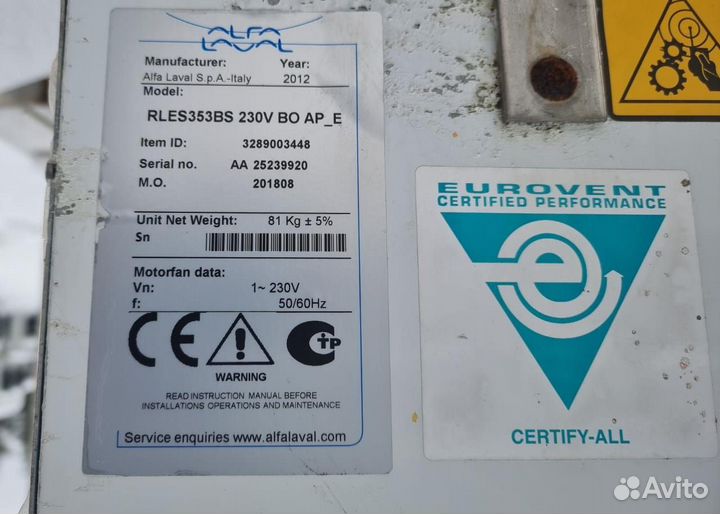 ALFA
LAVAL
Manufacturer: Year:
Alfa Laval S.p.A.-Italy 2012
Model:
RLES353BS 230V BO AP_E
Item ID: 3289003448
Serial no. AA 25239920
M.O. 201808
Unit Net Weight: 81 Kg ± 5%
Sn
Motorfan data:
Vn: 1~ 230V
f: 50/60Hz
CE
WARNING
READ INSTRUCTION MANUAL BEFORE
INSTALLATIONS OPERATIONS AND MAINTENANCE
Service enquiries www.alfalaval.com
EUROVENT
CERTIFIED PERFORMANCE
e
CERTIFY-ALL
Avito